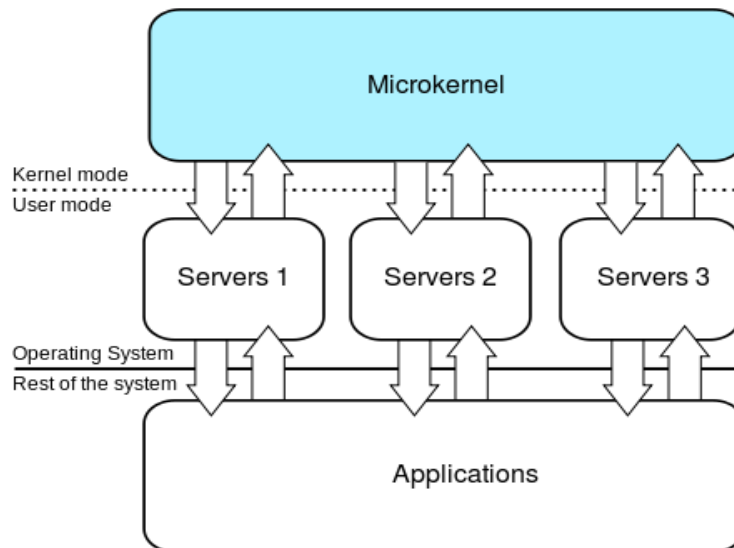 Microkernel
Kernel mode
User mode
Servers 1
Servers 2
Servers 3
Operating System
Rest of the system
Applications